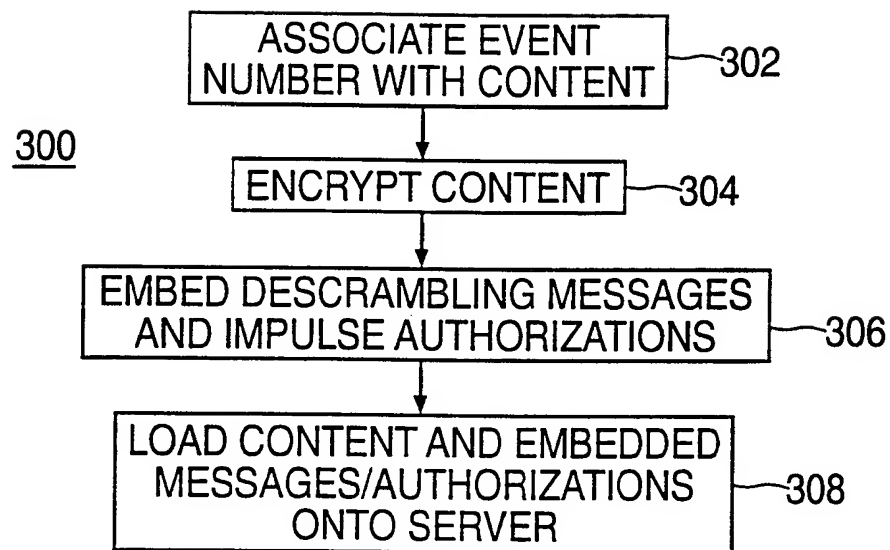 ASSOCIATE EVENT
NUMBER WITH CONTENT
302
300
ENCRYPT CONTENT
304
EMBED DESCRAMBLING MESSAGES
AND IMPULSE AUTHORIZATIONS
306
LOAD CONTENT AND EMBEDDED
MESSAGES/AUTHORIZATIONS
ONTO SERVER
308